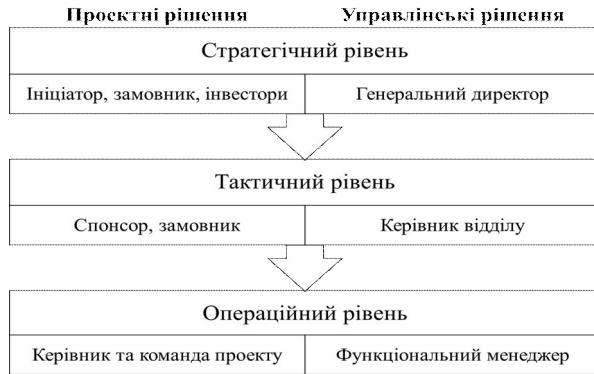 Проєктні рішення Управлінські рішення
Стратегічний рівень
Ініціатор, замовник, інвестори Генеральний директор
Тактичний рівень
Спонсор, замовник Керівник відділу
Операційний рівень
Керівник та команда проекту Функціональний менеджер